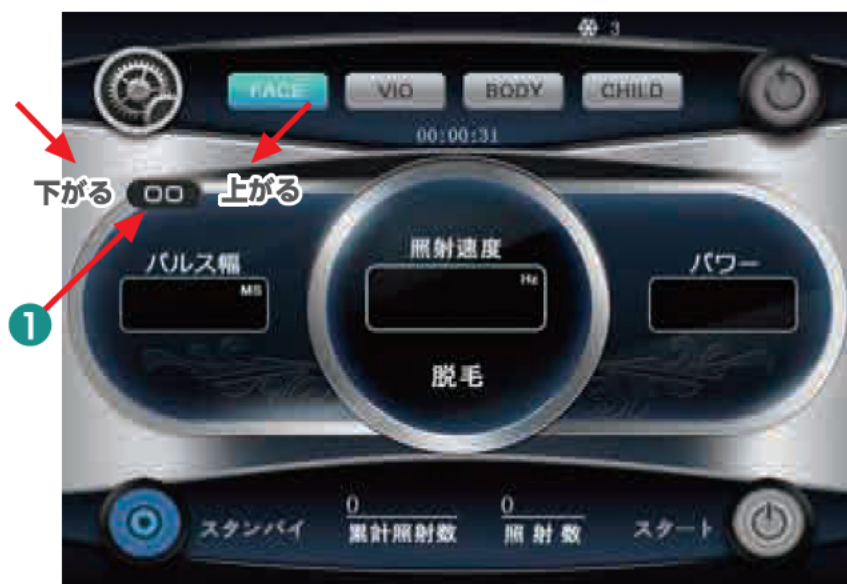 3
FACE VIO BODY CHILD
00:00:31
下がる 上がる
1
パルス幅 照射速度 パワー
MS Hz
脱毛
0 0
スタンバイ 累計照射数 照射数 スタート